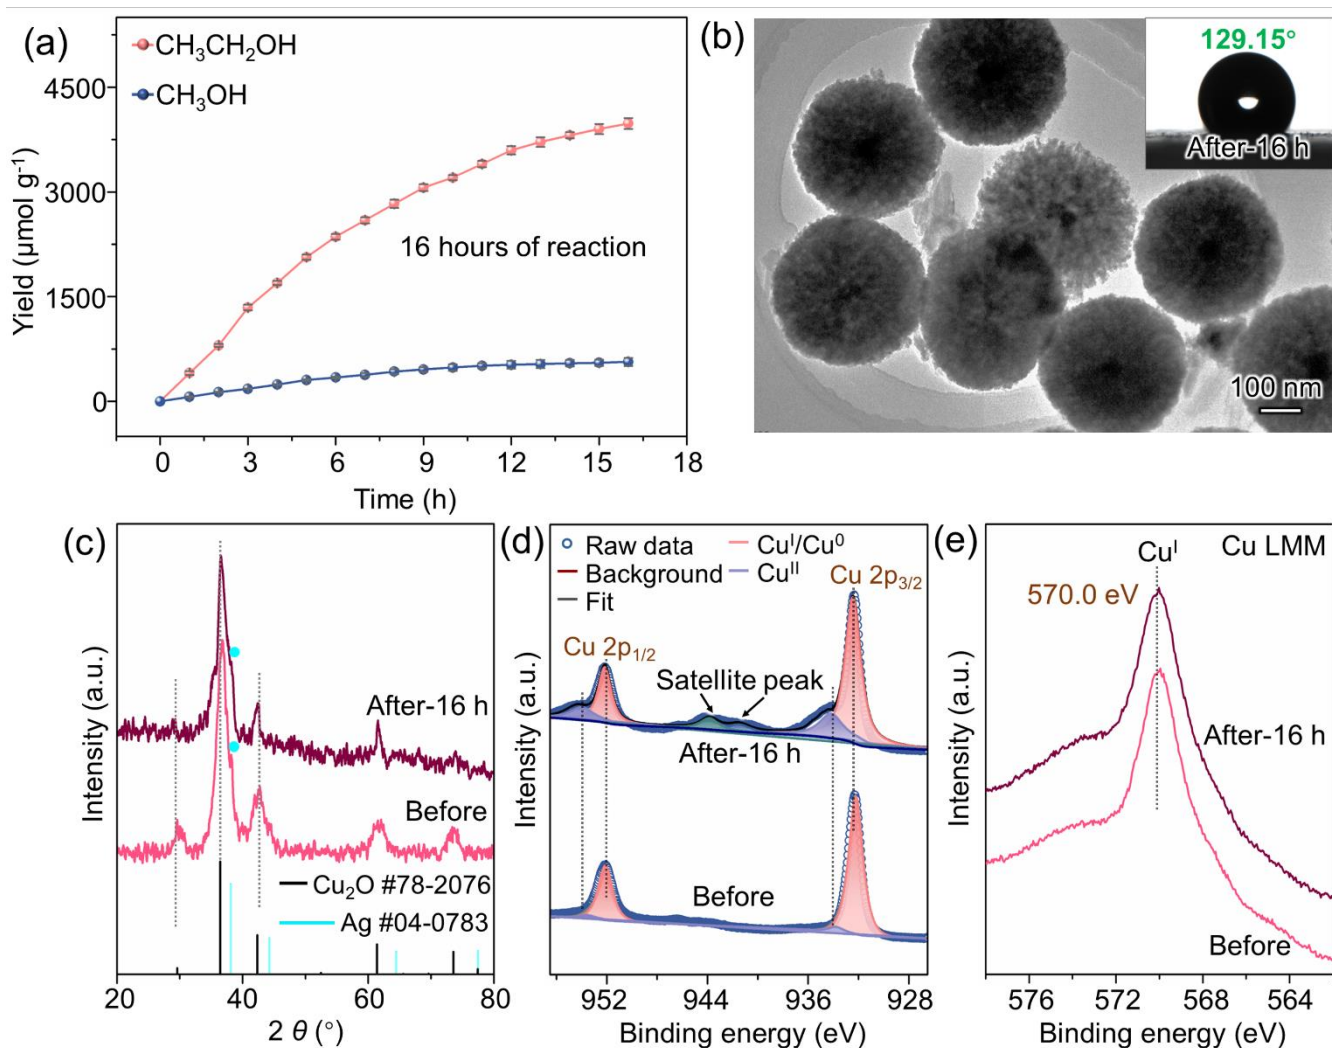 (a)
CH₃CH₂OH
CH₃OH
4500
3000
1500
0
Yield (μmol g⁻¹)
16 hours of reaction
0 3 6 9 12 15 18
Time (h)
(b)
129.15°
After-16 h
100 nm
(c)
After-16 h
Before
Cu₂O #78-2076
Ag #04-0783
Intensity (a.u.)
20 40 60 80
2 θ (°)
(d)
Raw data
Background
Fit
Cuᴵ/Cu⁰
Cuᴵᴵ
Cu 2p₃/₂
Cu 2p₁/₂
Satellite peak
After-16 h
Before
Intensity (a.u.)
952 944 936 928
Binding energy (eV)
(e)
Cuᴵ
Cu LMM
570.0 eV
After-16 h
Before
Intensity (a.u.)
576 572 568 564
Binding energy (eV)